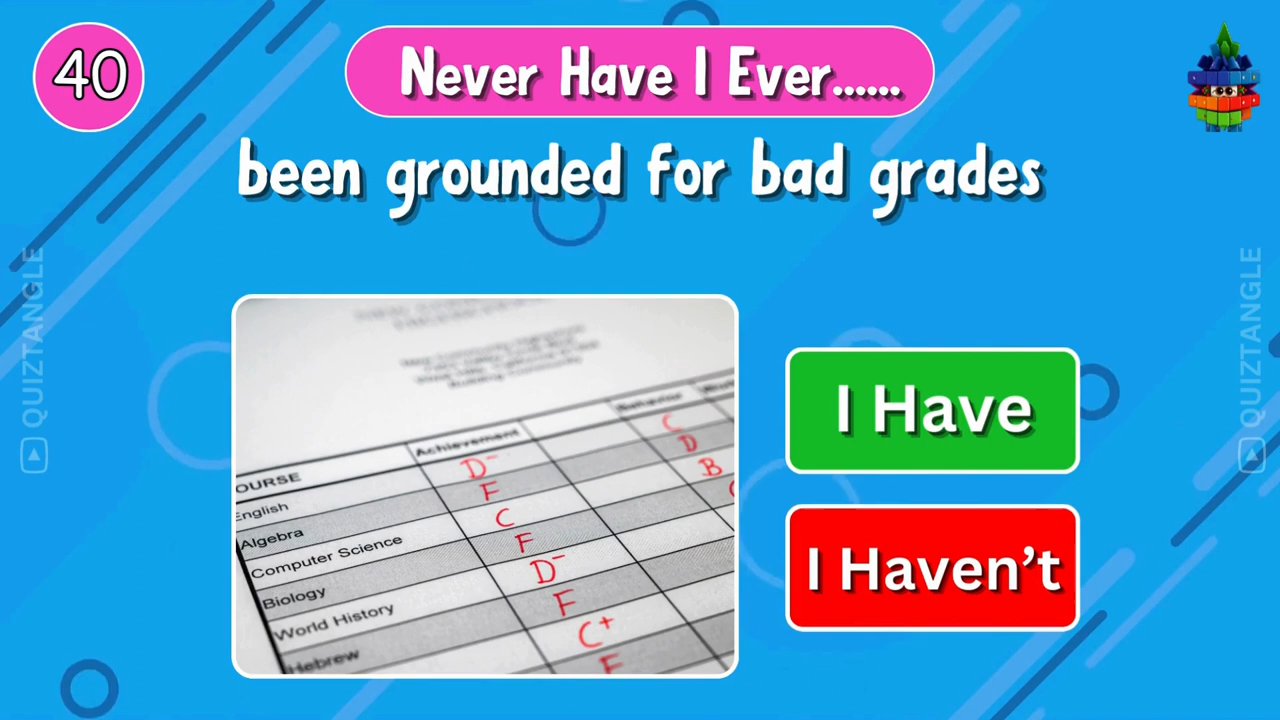 40
Never Have I Ever......
been grounded for bad grades
QUIZTANGLE
QUIZTANGLE
I Have
I Haven't
Achievement
Behavior
OURSE
English
D-
C
Algebra
F
D
Computer Science
C
B
Biology
F
World History
D-
Hebrew
F
C+
F